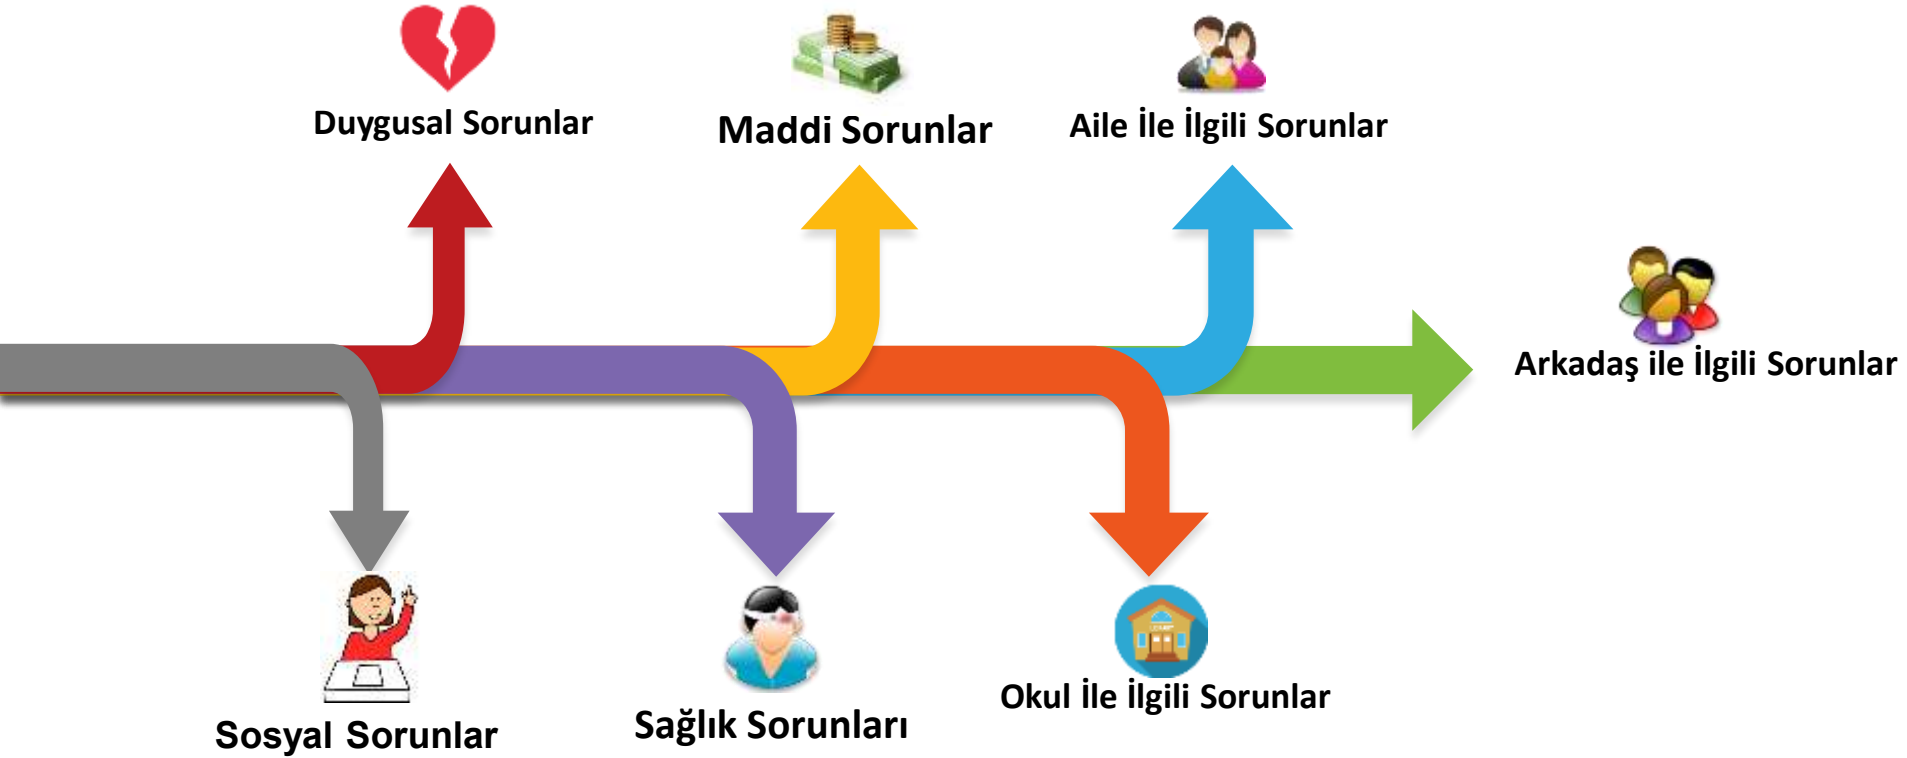 Duygusal Sorunlar
Maddi Sorunlar
Aile İle İlgili Sorunlar
Arkadaş ile İlgili Sorunlar
Sosyal Sorunlar
Sağlık Sorunları
Okul İle İlgili Sorunlar